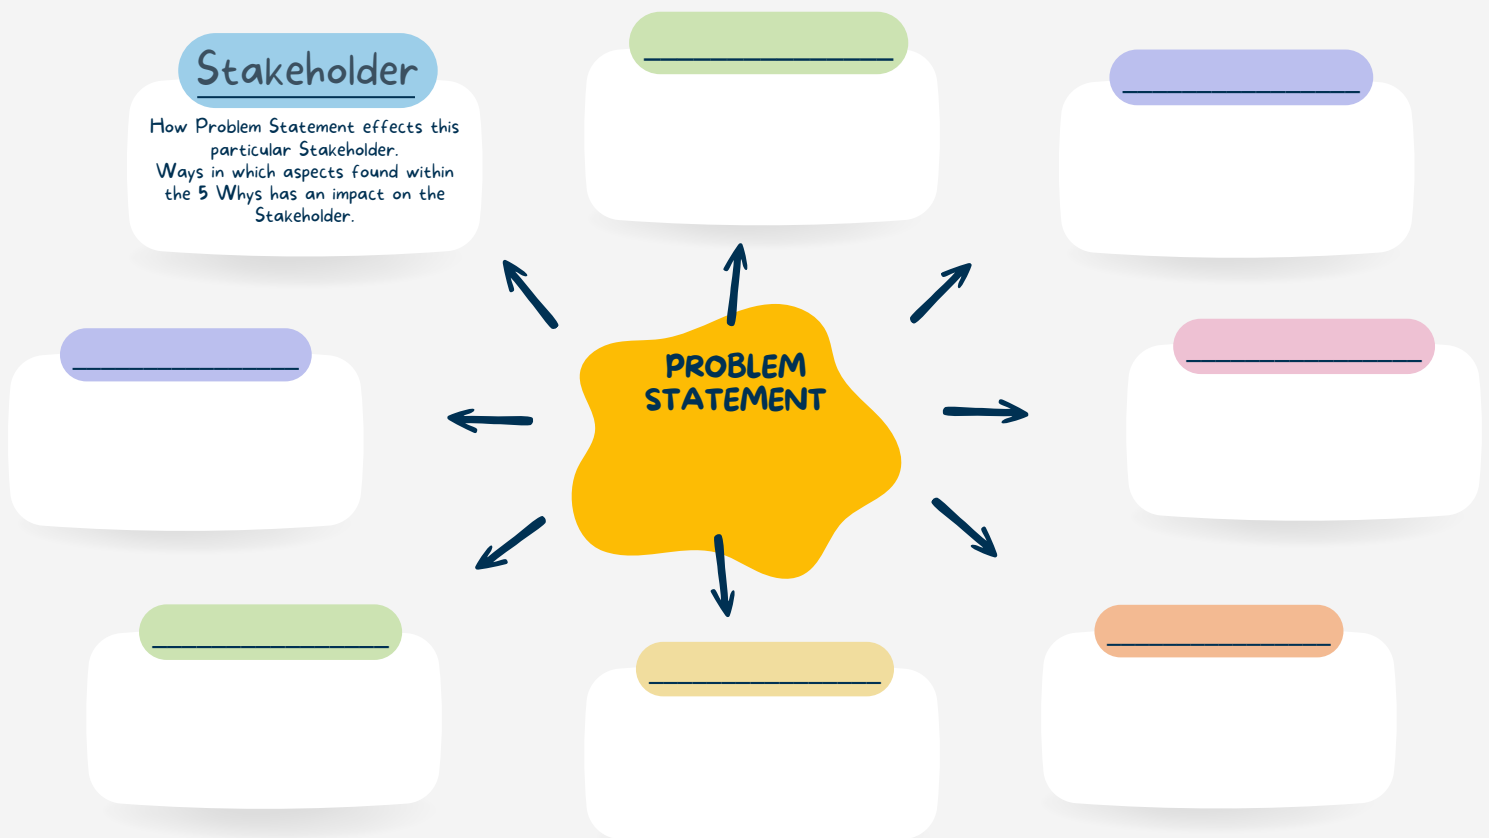 Stakeholder
How Problem Statement effects this
particular Stakeholder.
Ways in which aspects found within
the 5 Whys has an impact on the
Stakeholder.
PROBLEM
STATEMENT